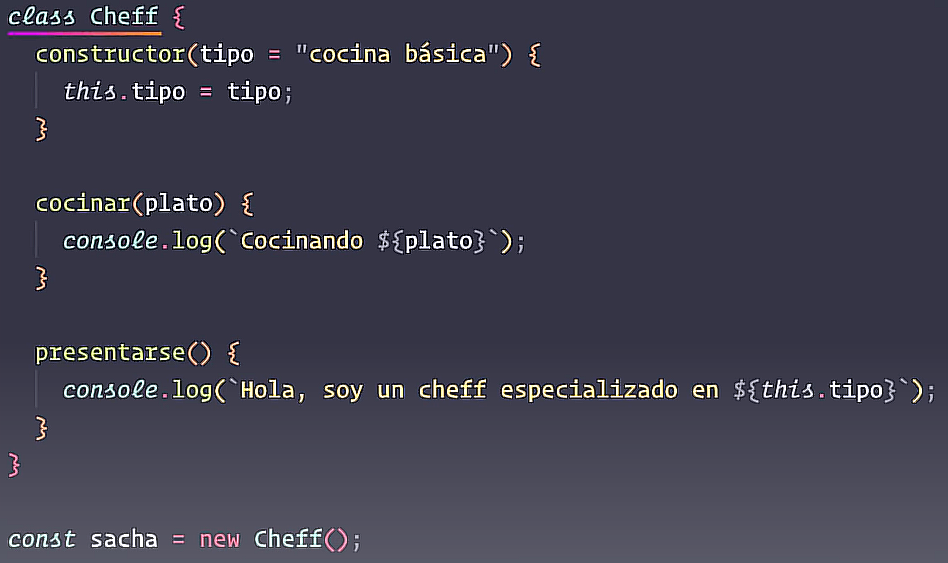 class Cheff {
constructor(tipo = "cocina básica") {
this.tipo = tipo;
}
cocinar(plato) {
console.log(`Cocinando ${plato}`);
}
presentarse() {
console.log(`Hola, soy un cheff especializado en ${this.tipo}`);
}
}
const sacha = new Cheff();